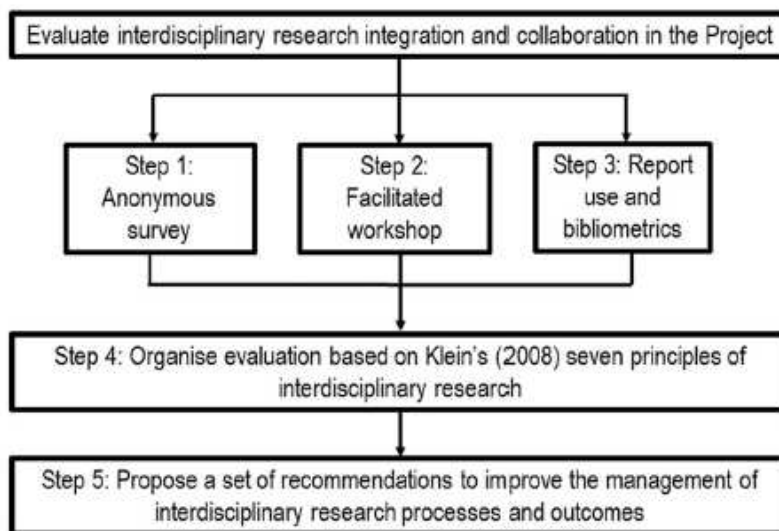 Evaluate interdisciplinary research integration and collaboration in the Project
Step 1:
Anonymous
survey
Step 2:
Facilitated
workshop
Step 3: Report
use and
bibliometrics
Step 4: Organise evaluation based on Klein's (2008) seven principles of
interdisciplinary research
Step 5: Propose a set of recommendations to improve the management of
interdisciplinary research processes and outcomes